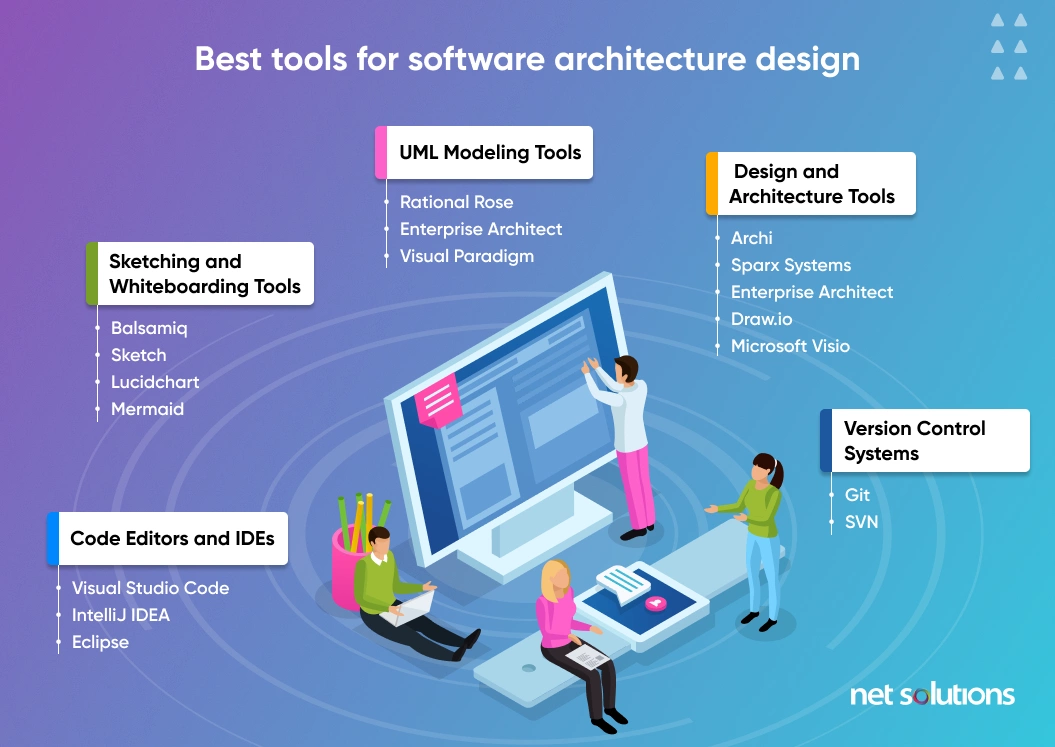 Best tools for software architecture design
UML Modeling Tools
Rational Rose
Enterprise Architect
Visual Paradigm
Design and
Architecture Tools
Archi
Sparx Systems
Enterprise Architect
Draw.io
Microsoft Visio
Sketching and
Whiteboarding Tools
Balsamiq
Sketch
Lucidchart
Mermaid
Version Control
Systems
Git
SVN
Code Editors and IDEs
Visual Studio Code
IntelliJ IDEA
Eclipse
net solutions